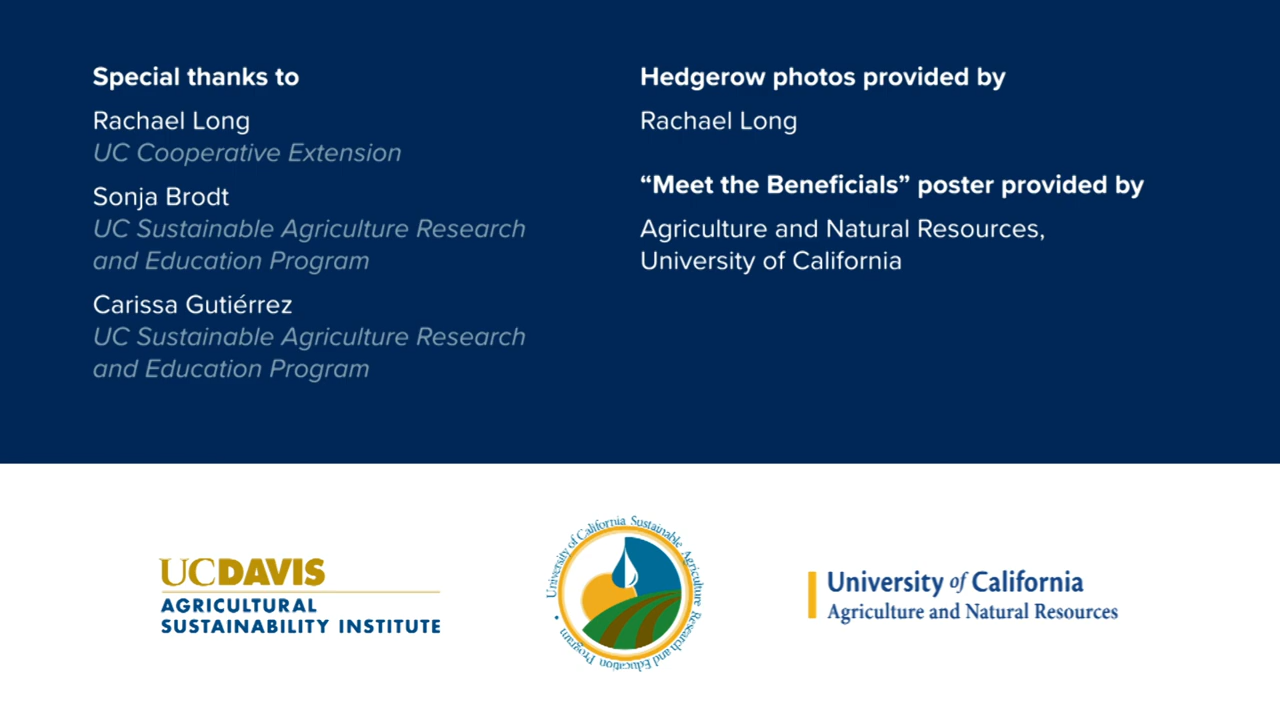 Special thanks to
Rachael Long
UC Cooperative Extension
Sonja Brodt
UC Sustainable Agriculture Research
and Education Program
Carissa Gutiérrez
UC Sustainable Agriculture Research
and Education Program
Hedgerow photos provided by
Rachael Long
“Meet the Beneficials” poster provided by
Agriculture and Natural Resources,
University of California
UCDAVIS
AGRICULTURAL
SUSTAINABILITY INSTITUTE
University of California Sustainable Agriculture Research and Education Program •
University of California
Agriculture and Natural Resources